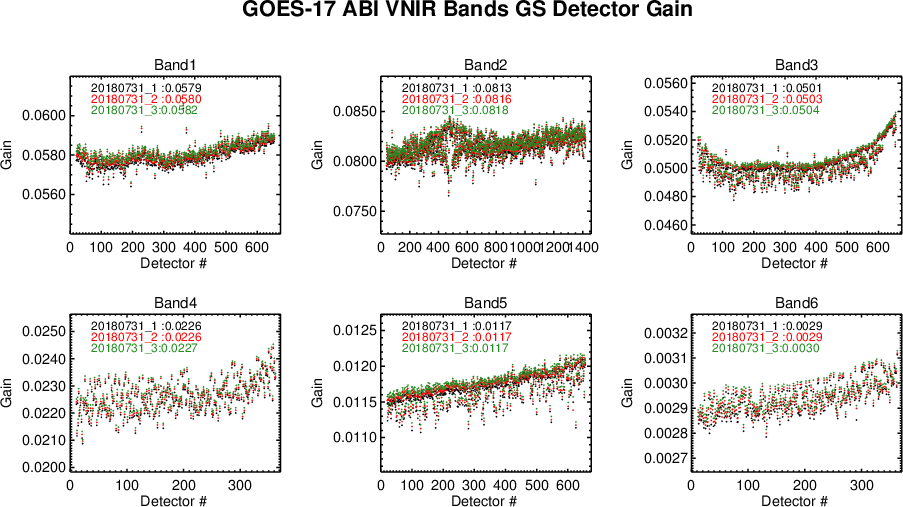 GOES-17 ABI VNIR Bands GS Detector Gain
Band1
20180731_1 :0.0579
20180731_2 :0.0580
20180731_3:0.0582
0.0600
0.0580
0.0560
Gain
0 100 200 300 400 500 600
Detector #
Band2
20180731_1 :0.0813
20180731_2 :0.0816
20180731_3:0.0818
0.0850
0.0800
0.0750
Gain
0 200 400 600 800 1000 1200 1400
Detector #
Band3
20180731_1 :0.0501
20180731_2 :0.0503
20180731_3:0.0504
0.0560
0.0540
0.0520
0.0500
0.0480
0.0460
Gain
0 100 200 300 400 500 600
Detector #
Band4
20180731_1 :0.0226
20180731_2 :0.0226
20180731_3:0.0227
0.0250
0.0240
0.0230
0.0220
0.0210
0.0200
Gain
0 100 200 300
Detector #
Band5
20180731_1 :0.0117
20180731_2 :0.0117
20180731_3:0.0117
0.0125
0.0120
0.0115
0.0110
Gain
0 100 200 300 400 500 600
Detector #
Band6
20180731_1 :0.0029
20180731_2 :0.0029
20180731_3:0.0030
0.0032
0.0031
0.0030
0.0029
0.0028
0.0027
Gain
0 100 200 300
Detector #